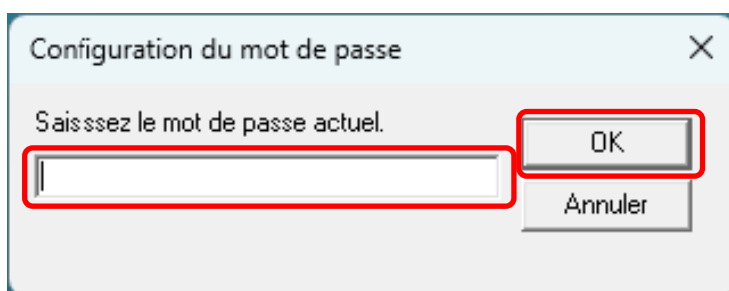 Configuration du mot de passe
Saisssez le mot de passe actuel.
OK
Annuler